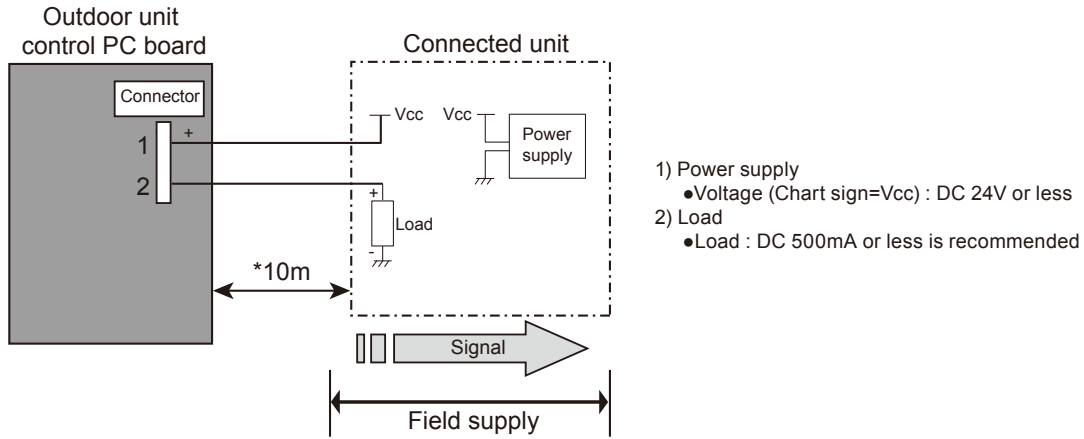 Outdoor unit
control PC board
Connected unit
Connector
1
+
2
Vcc
Vcc
Power
supply
+
Load
-
*10m
Signal
Field supply
1) Power supply
●Voltage (Chart sign=Vcc) : DC 24V or less
2) Load
●Load : DC 500mA or less is recommended